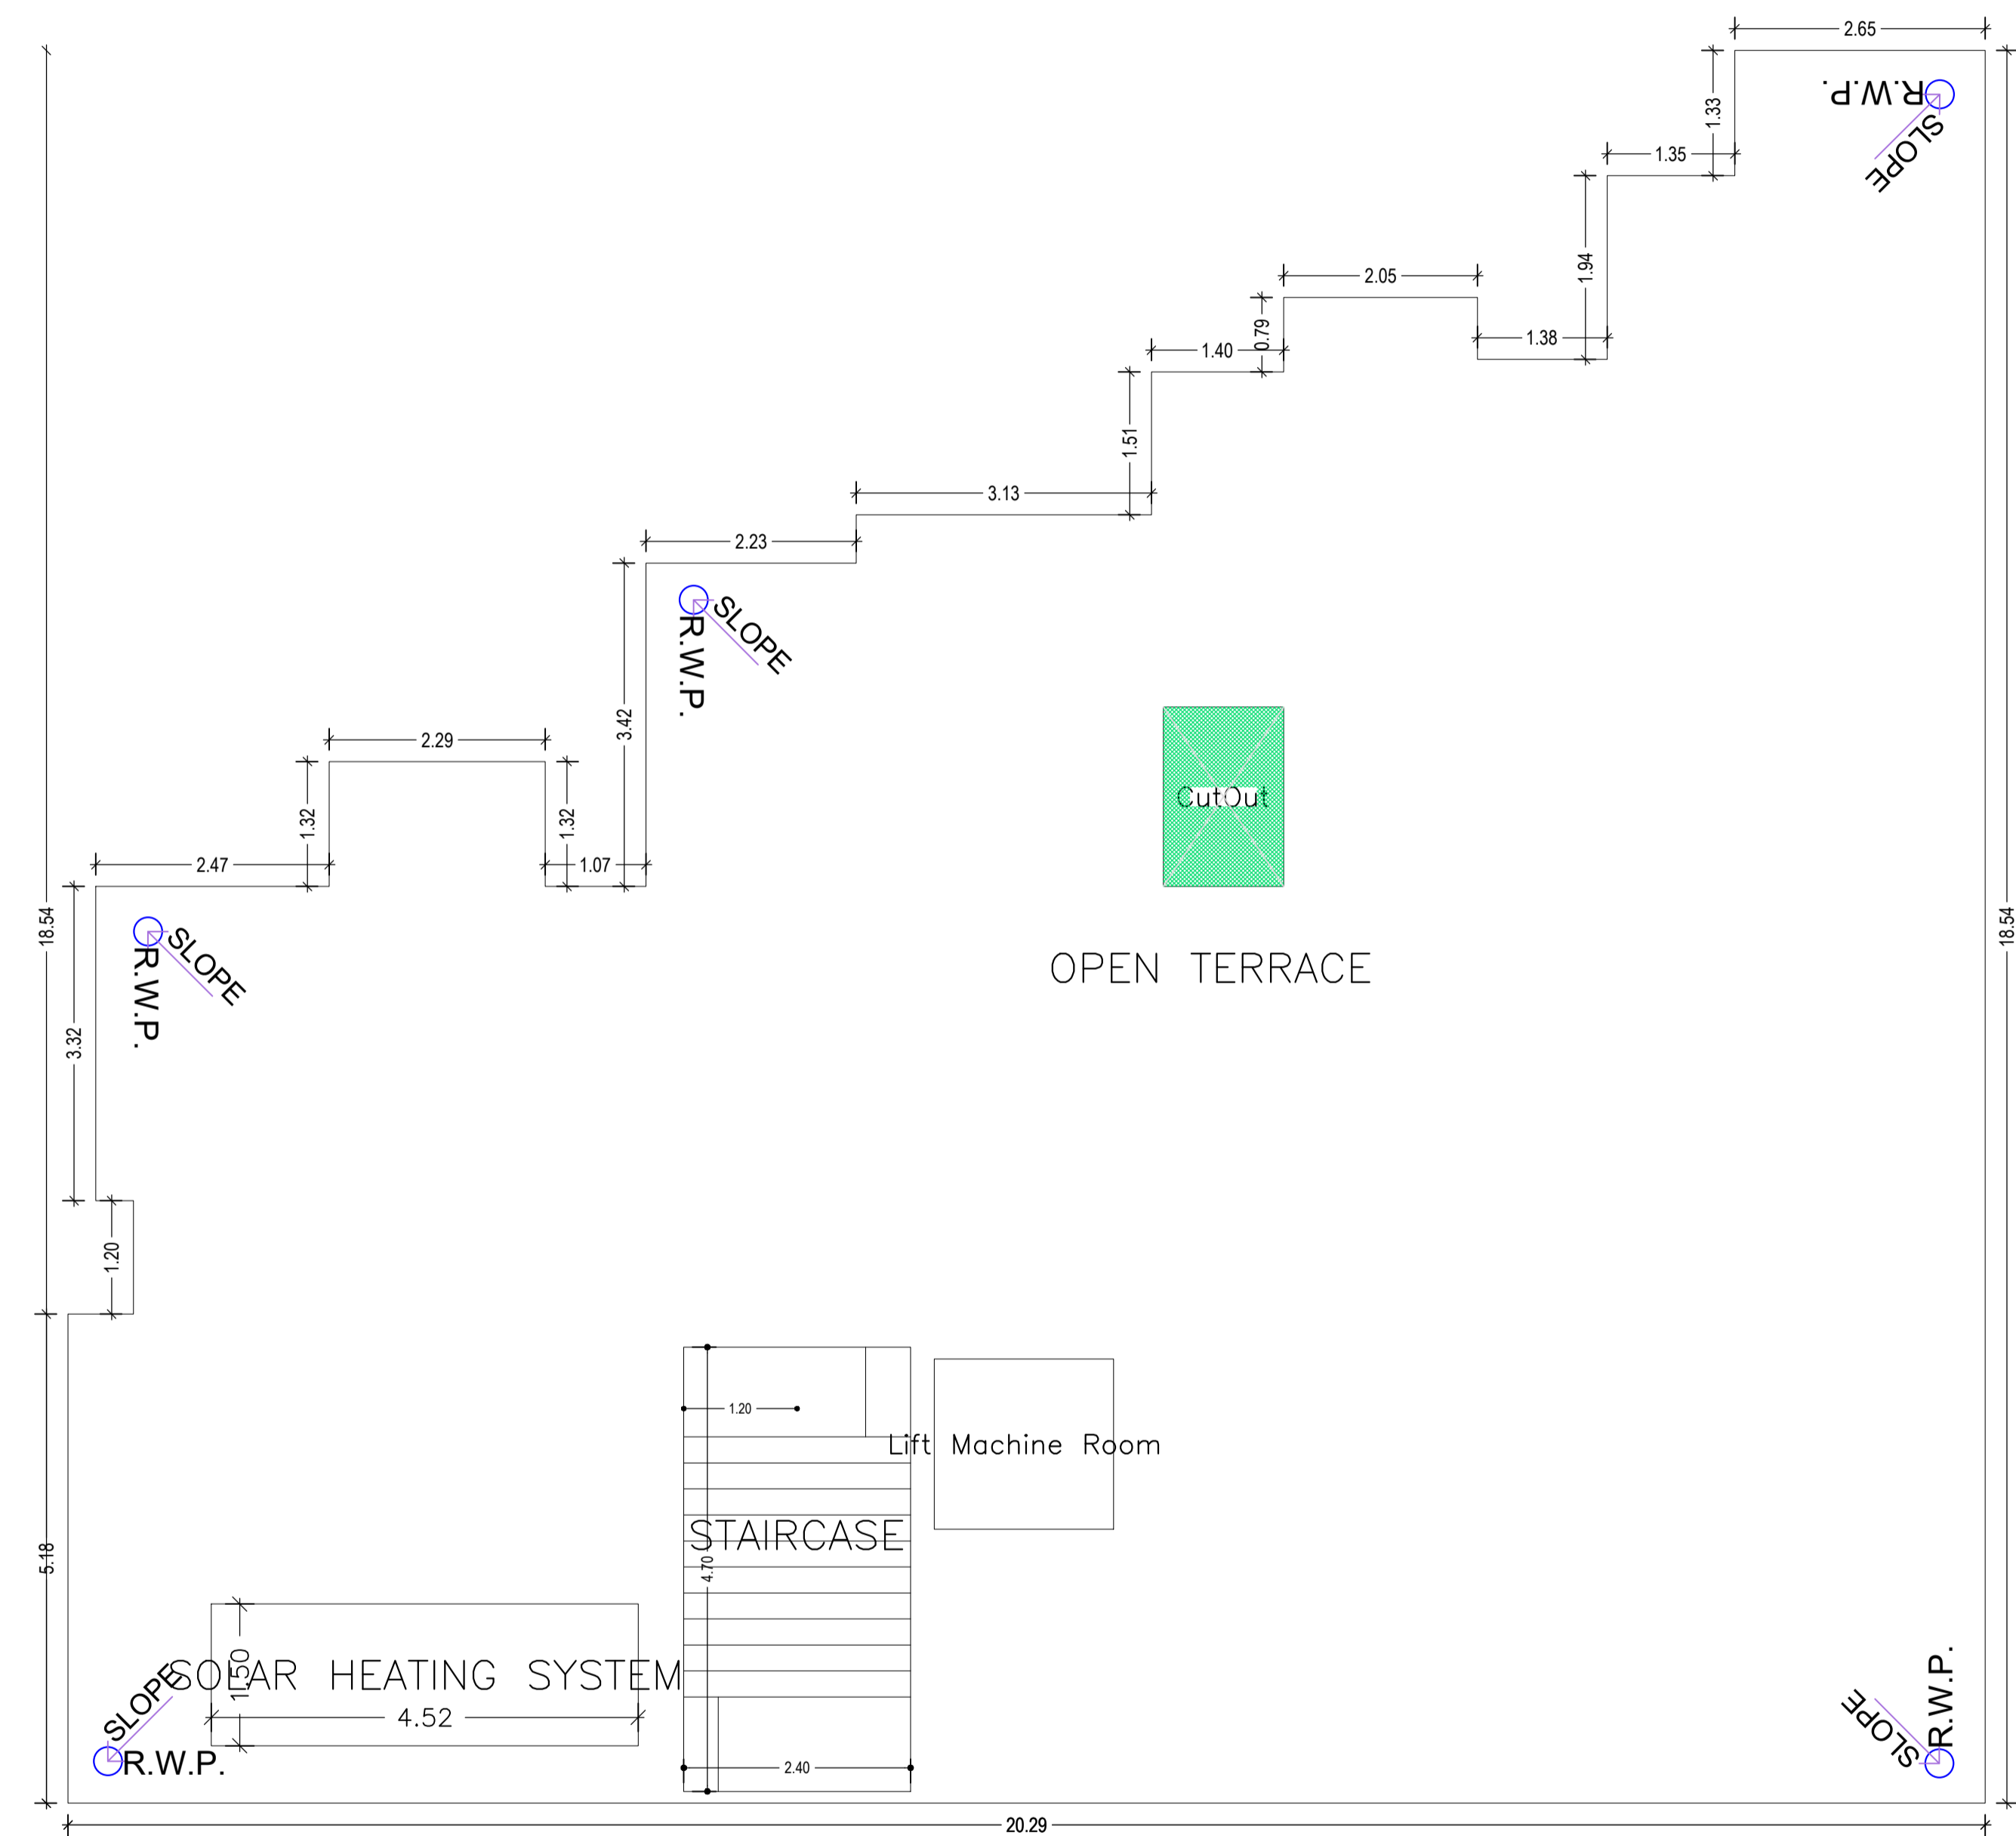 2.65
R.W.P.
SLOPE
1.33
1.35
1.94
2.05
0.79
1.38
1.40
1.51
3.13
2.23
SLOPE
R.W.P.
3.42
2.29
1.32
1.32
CutOut
2.47
1.07
18.54
18.54
SLOPE
R.W.P.
OPEN TERRACE
3.32
1.20
1.20
Lift Machine Room
STAIRCASE
5.18
4.70
SOLAR HEATING SYSTEM
1.50
4.52
SLOPE
R.W.P.
SLOPE
R.W.P.
2.40
20.29